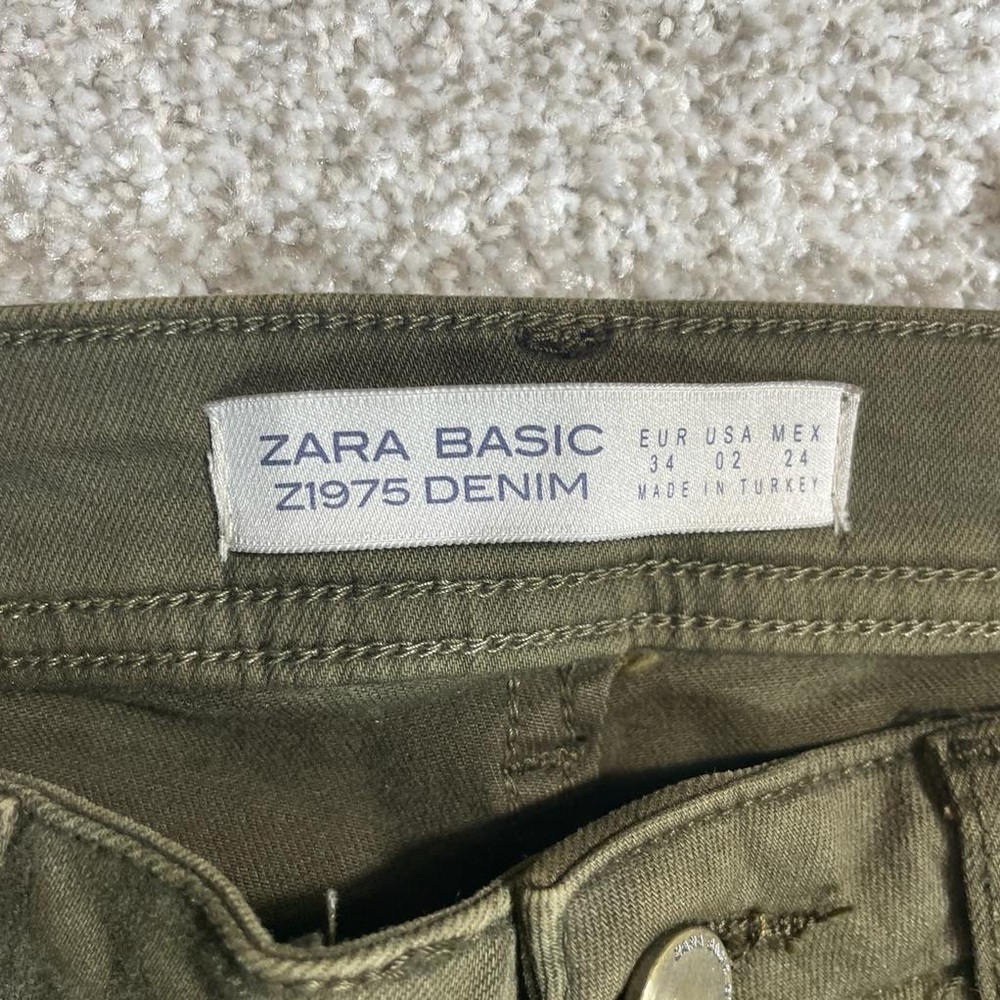 ZARA BASIC
Z1975 DENIM
EUR USA MEX
34 02 24
MADE IN TURKEY